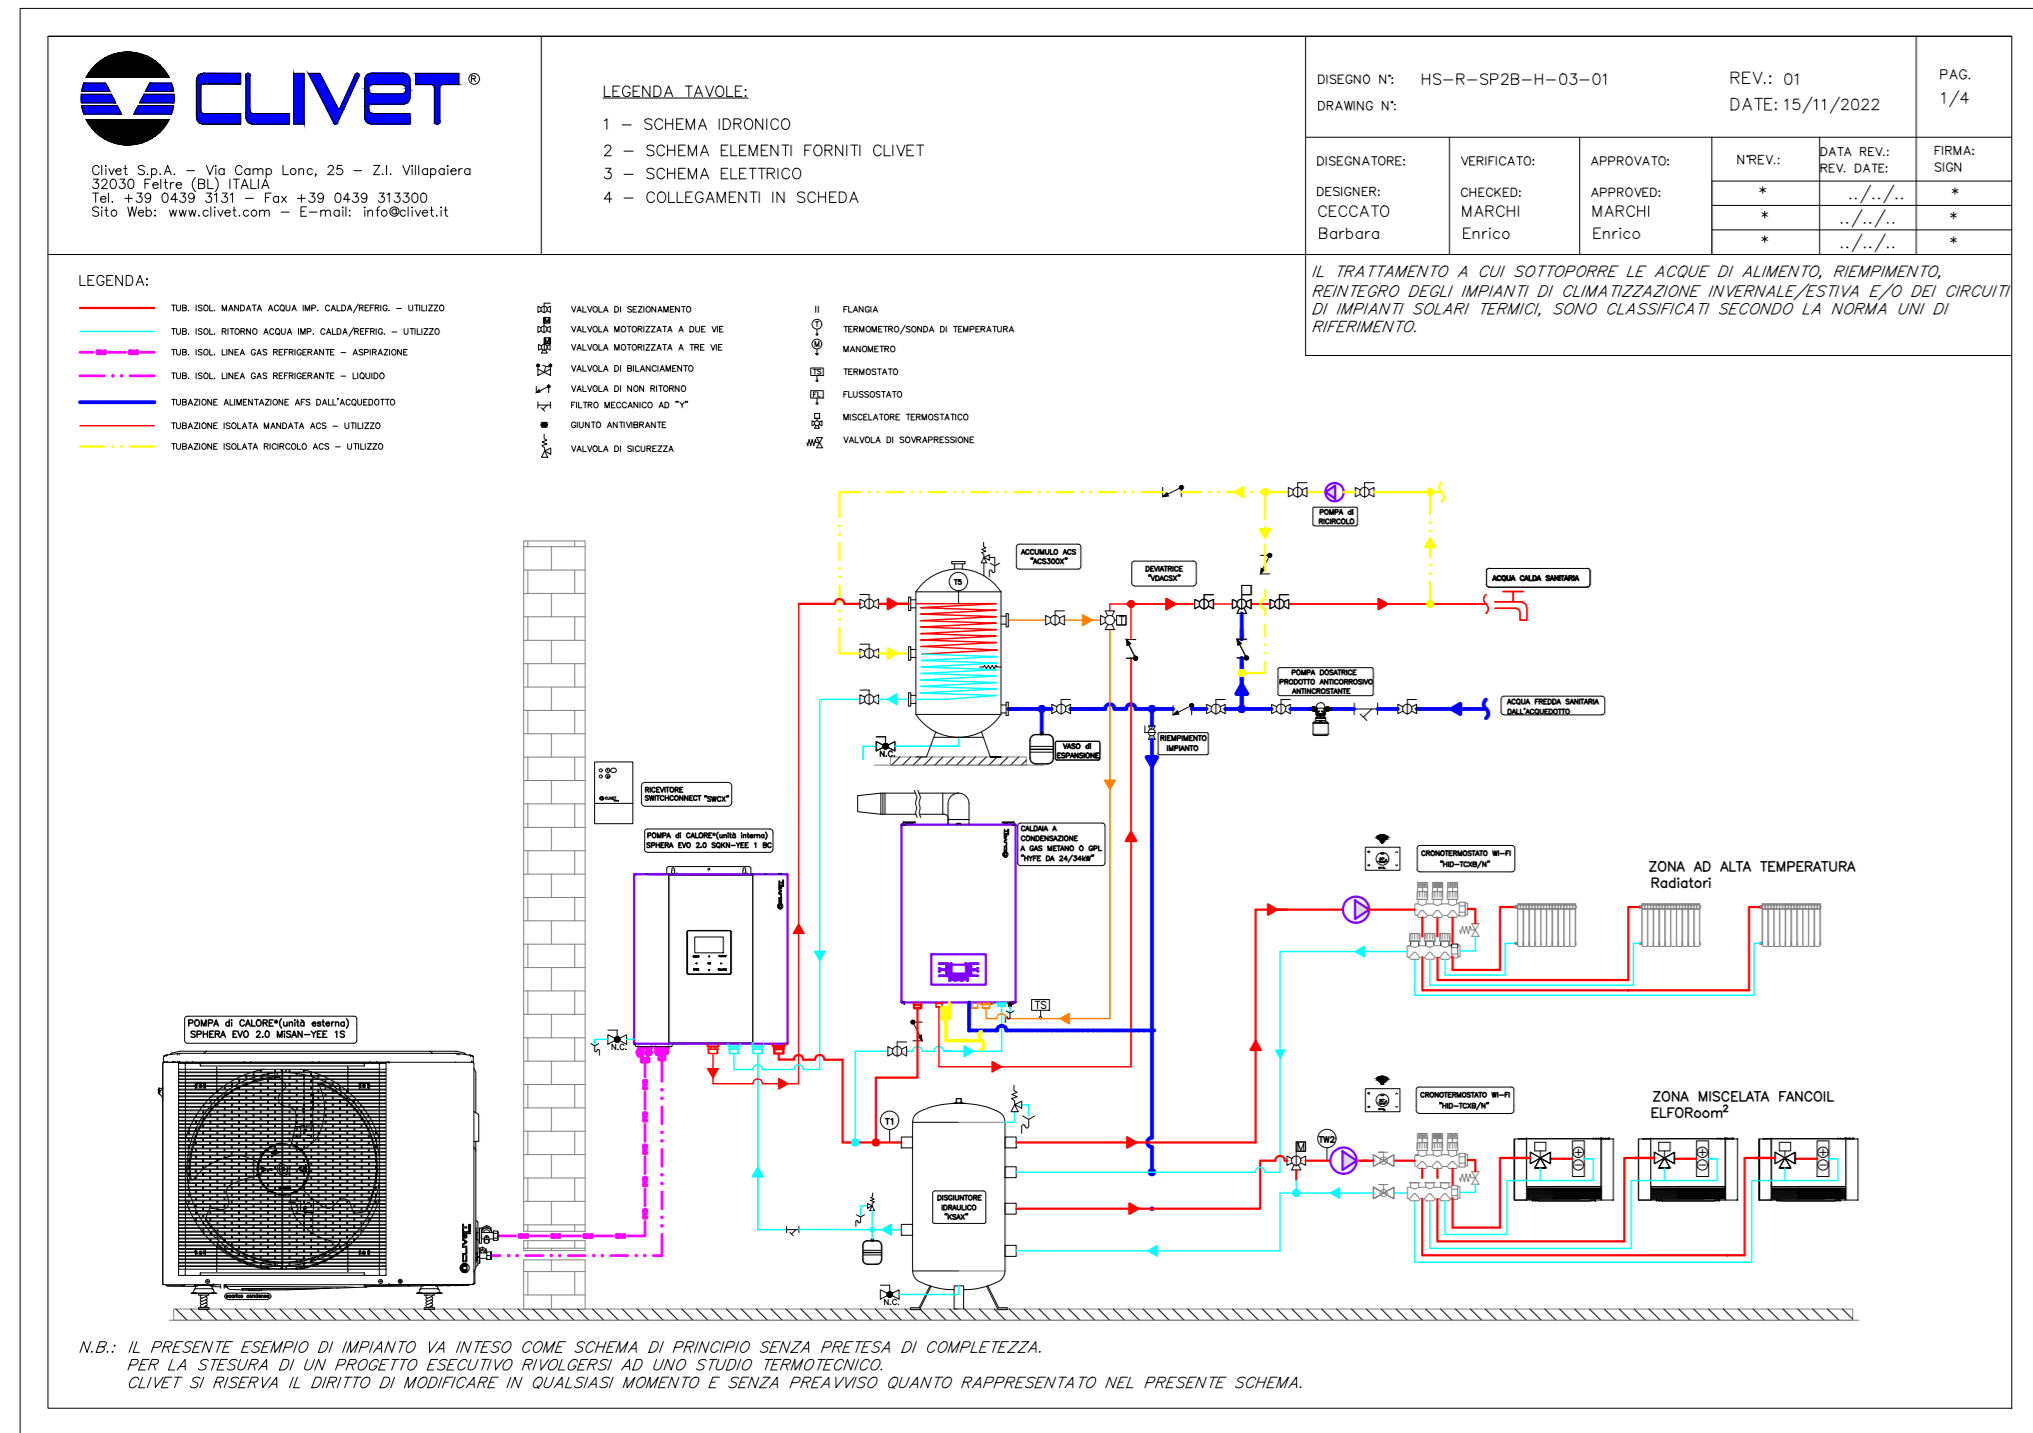 CLIVET®
Clivet S.p.A. – Via Camp Lonc, 25 – Z.I. Villapaiera
32030 Feltre (BL) ITALIA
Tel. +39 0439 3131 – Fax +39 0439 313300
Sito Web: www.clivet.com – E–mail: info@clivet.it
LEGENDA TAVOLE:
1 – SCHEMA IDRONICO
2 – SCHEMA ELEMENTI FORNITI CLIVET
3 – SCHEMA ELETTRICO
4 – COLLEGAMENTI IN SCHEDA
DISEGNO N°: HS–R–SP2B–H–03–01
DRAWING N°:
REV.: 01
DATE: 15/11/2022
PAG.
1/4
DISEGNATORE:
DESIGNER:
CECCATO
Barbara
VERIFICATO:
CHECKED:
MARCHI
Enrico
APPROVATO:
APPROVED:
MARCHI
Enrico
N°REV.:
DATA REV.:
REV. DATE:
FIRMA:
SIGN
* ../../.. *
* ../../.. *
* ../../.. *
IL TRATTAMENTO A CUI SOTTOPORRE LE ACQUE DI ALIMENTO, RIEMPIMENTO,
REINTEGRO DEGLI IMPIANTI DI CLIMATIZZAZIONE INVERNALE/ESTIVA E/O DEI CIRCUITI
DI IMPIANTI SOLARI TERMICI, SONO CLASSIFICATI SECONDO LA NORMA UNI DI
RIFERIMENTO.
LEGENDA:
TUB. ISOL. MANDATA ACQUA IMP. CALDA/REFRIG. – UTILIZZO
TUB. ISOL. RITORNO ACQUA IMP. CALDA/REFRIG. – UTILIZZO
TUB. ISOL. LINEA GAS REFRIGERANTE – ASPIRAZIONE
TUB. ISOL. LINEA GAS REFRIGERANTE – LIQUIDO
TUBAZIONE ALIMENTAZIONE AFS DALL'ACQUEDOTTO
TUBAZIONE ISOLATA MANDATA ACS – UTILIZZO
TUBAZIONE ISOLATA RICIRCOLO ACS – UTILIZZO
VALVOLA DI SEZIONAMENTO
M VALVOLA MOTORIZZATA A DUE VIE
M VALVOLA MOTORIZZATA A TRE VIE
VALVOLA DI BILANCIAMENTO
VALVOLA DI NON RITORNO
FILTRO MECCANICO AD "Y"
GIUNTO ANTIVIBRANTE
VALVOLA DI SICUREZZA
FLANGIA
T TERMOMETRO/SONDA DI TEMPERATURA
M MANOMETRO
TS TERMOSTATO
FL FLUSSOSTATO
MISCELATORE TERMOSTATICO
VALVOLA DI SOVRAPRESSIONE
POMPA di
RICIRCOLO
ACCUMULO ACS
"ACS300X"
T5
DEVIATRICE
"VDACSX"
ACQUA CALDA SANITARIA
POMPA DOSATRICE
PRODOTTO ANTICORROSIVO
ANTINCROSTANTE
ACQUA FREDDA SANITARIA
DALL'ACQUEDOTTO
N.C.
VASO di
ESPANSIONE
RIEMPIMENTO
IMPIANTO
RICEVITORE
SWITCHCONNECT "SWCX"
POMPA di CALORE"(unità interna)
SPHERA EVO 2.0 SQKN–YEE 1 BC
CALDAIA A
CONDENSAZIONE
A GAS METANO O GPL
"HYFE DA 24/34kW"
CLIVET
CLIVET
CRONOTERMOSTATO WI–FI
"HID–TCXB/N"
ZONA AD ALTA TEMPERATURA
Radiatori
TS
N.C.
POMPA di CALORE"(unità esterna)
SPHERA EVO 2.0 MiSAN–YEE 1S
CRONOTERMOSTATO WI–FI
"HID–TCXB/N"
ZONA MISCELATA FANCOIL
ELFORoom²
T1
M
TW2
DISGIUNTORE
IDRAULICO
"KSAX"
CLIVET
scarico condensa
N.C.
N.B.: IL PRESENTE ESEMPIO DI IMPIANTO VA INTESO COME SCHEMA DI PRINCIPIO SENZA PRETESA DI COMPLETEZZA.
PER LA STESURA DI UN PROGETTO ESECUTIVO RIVOLGERSI AD UNO STUDIO TERMOTECNICO.
CLIVET SI RISERVA IL DIRITTO DI MODIFICARE IN QUALSIASI MOMENTO E SENZA PREAVVISO QUANTO RAPPRESENTATO NEL PRESENTE SCHEMA.